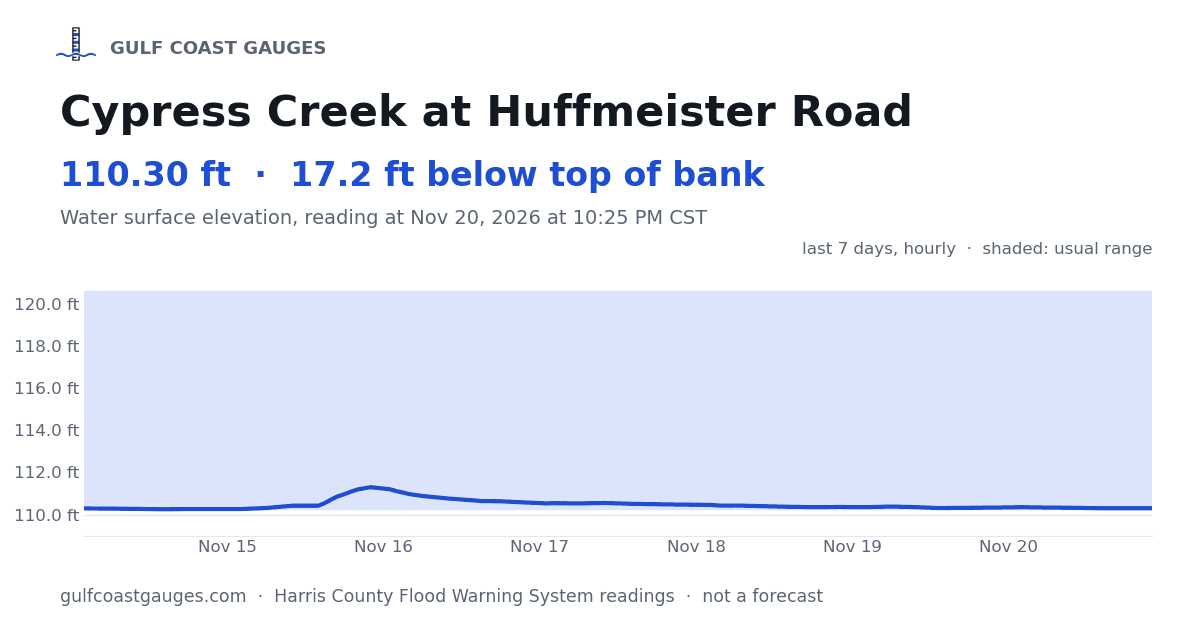 GULF COAST GAUGES
Cypress Creek at Huffmeister Road
110.30 ft · 17.2 ft below top of bank
Water surface elevation, reading at Nov 20, 2026 at 10:25 PM CST
last 7 days, hourly · shaded: usual range
120.0 ft
118.0 ft
116.0 ft
114.0 ft
112.0 ft
110.0 ft
Nov 15 Nov 16 Nov 17 Nov 18 Nov 19 Nov 20
gulfcoastgauges.com · Harris County Flood Warning System readings · not a forecast